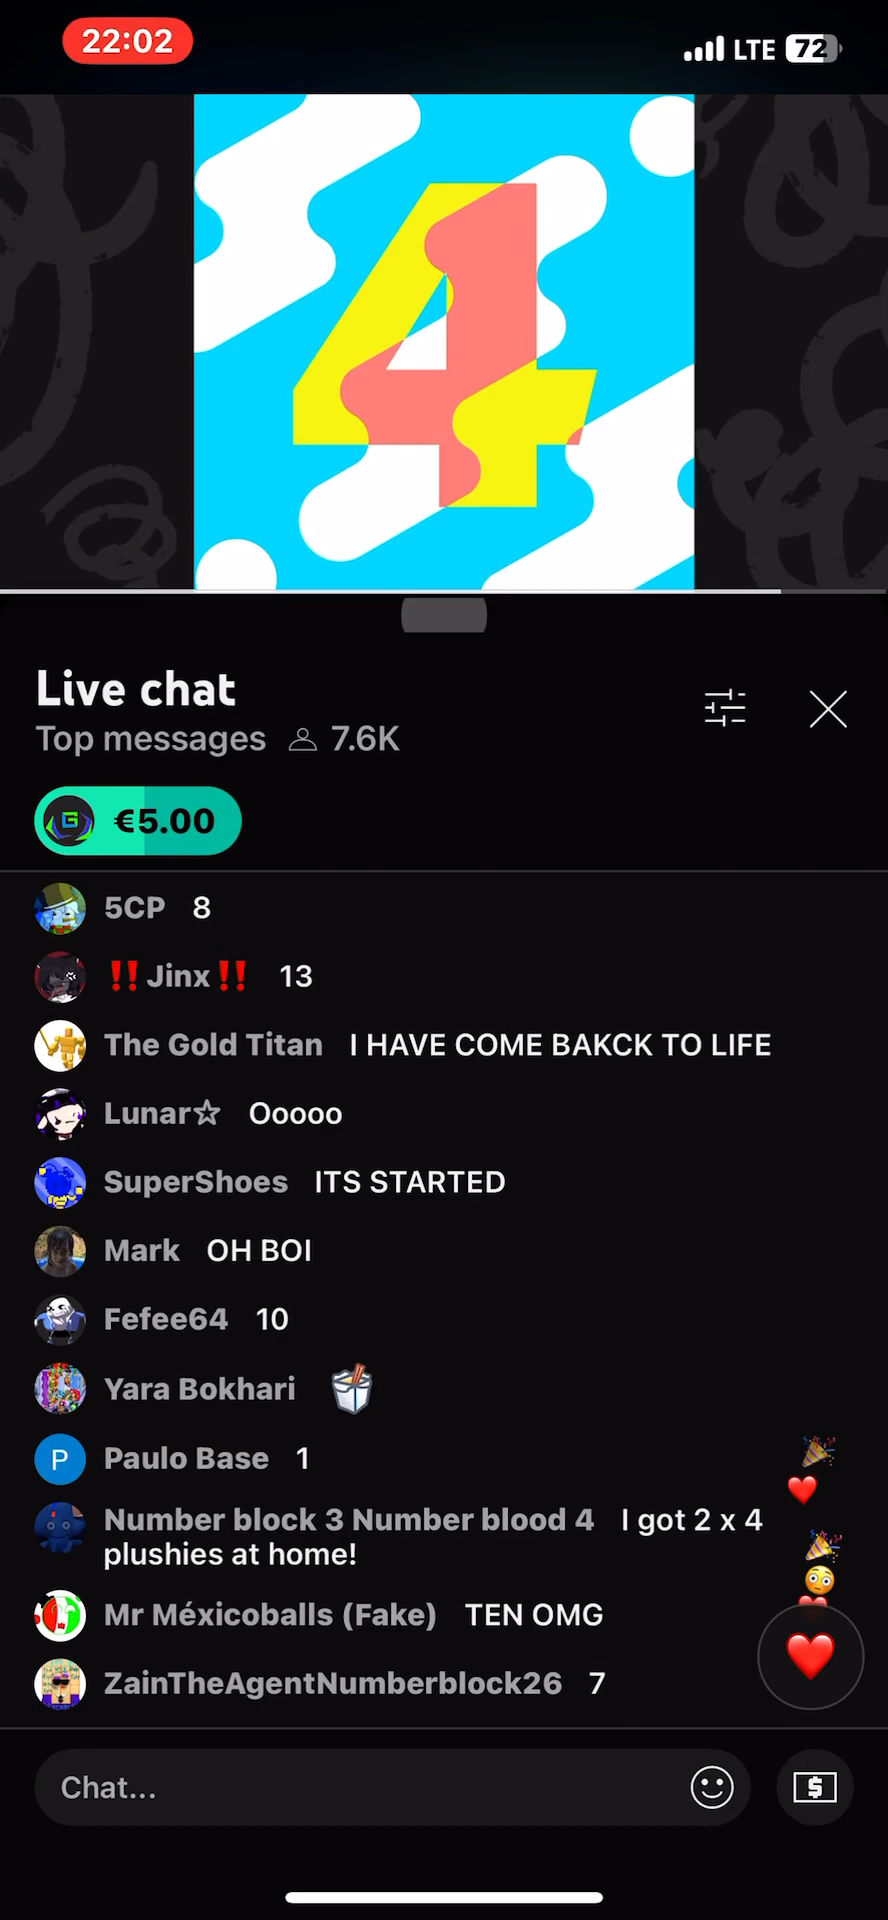 22:02 LTE 72
4
Live chat
Top messages 7.6K
€5.00
5CP 8
‼️Jinx‼️ 13
The Gold Titan I HAVE COME BAKCK TO LIFE
Lunar☆ Ooooo
SuperShoes ITS STARTED
Mark OH BOI
Fefee64 10
Yara Bokhari
P Paulo Base 1
Number block 3 Number blood 4 I got 2 x 4
plushies at home!
Mr Méxicoballs (Fake) TEN OMG
ZainTheAgentNumberblock26 7
Chat...